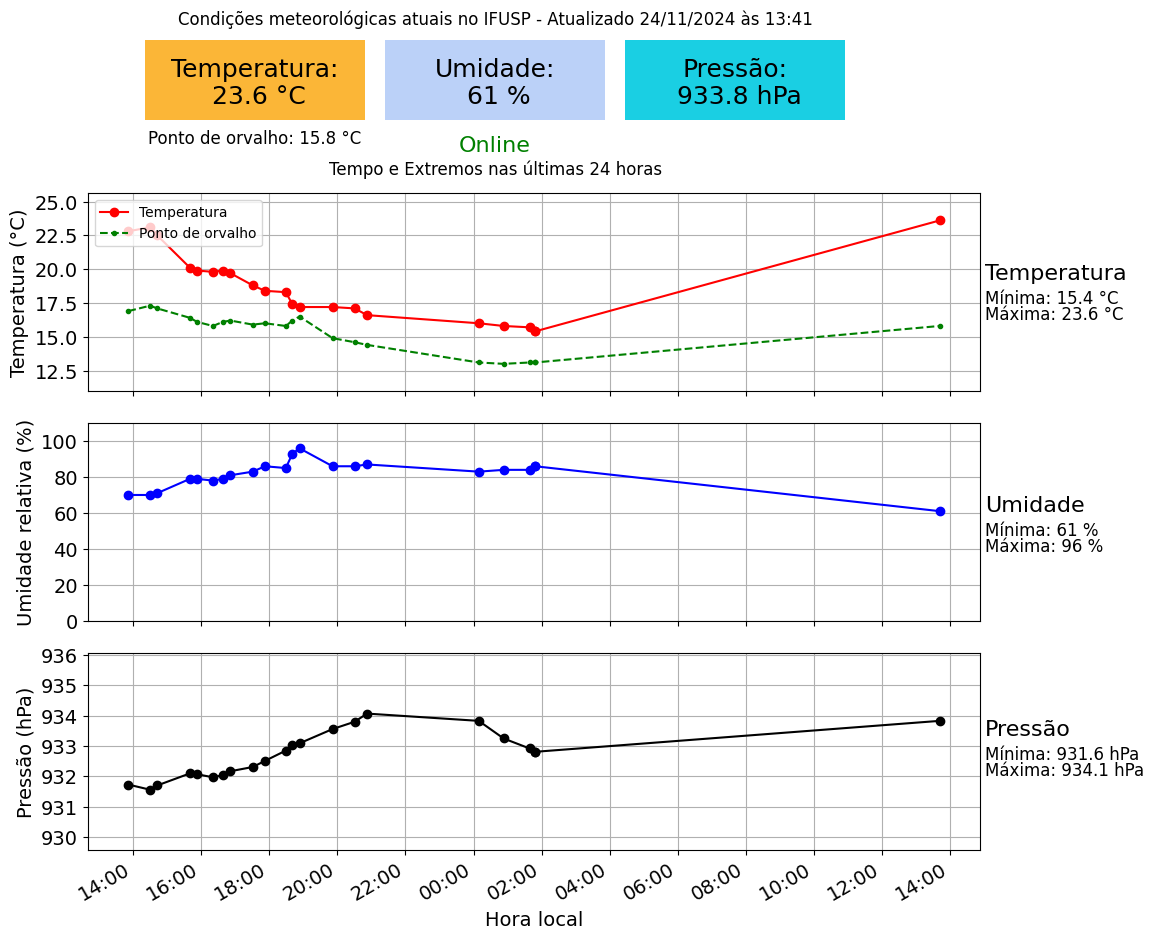 Condições meteorológicas atuais no IFUSP - Atualizado 24/11/2024 às 13:41
Temperatura:
23.6 °C
Umidade:
61 %
Pressão:
933.8 hPa
Ponto de orvalho: 15.8 °C
Online
Tempo e Extremos nas últimas 24 horas
Temperatura (°C)
25.0
22.5
20.0
17.5
15.0
12.5
Temperatura
Ponto de orvalho
Temperatura
Mínima: 15.4 °C
Máxima: 23.6 °C
Umidade relativa (%)
100
80
60
40
20
0
Umidade
Mínima: 61 %
Máxima: 96 %
Pressão (hPa)
936
935
934
933
932
931
930
Pressão
Mínima: 931.6 hPa
Máxima: 934.1 hPa
14:00 16:00 18:00 20:00 22:00 00:00 02:00 04:00 06:00 08:00 10:00 12:00 14:00
Hora local